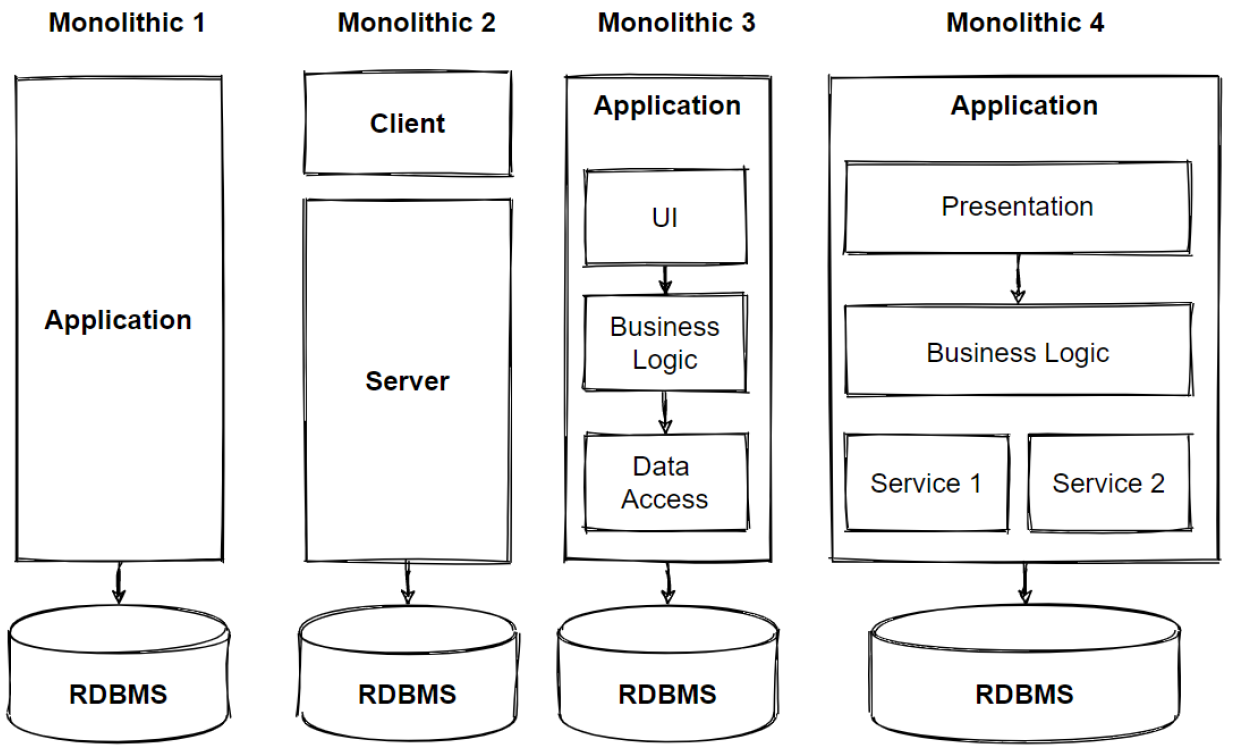 Monolithic 1
Monolithic 2
Monolithic 3
Monolithic 4
Application
RDBMS
Client
Server
RDBMS
Application
UI
Business
Logic
Data
Access
RDBMS
Application
Presentation
Business Logic
Service 1
Service 2
RDBMS